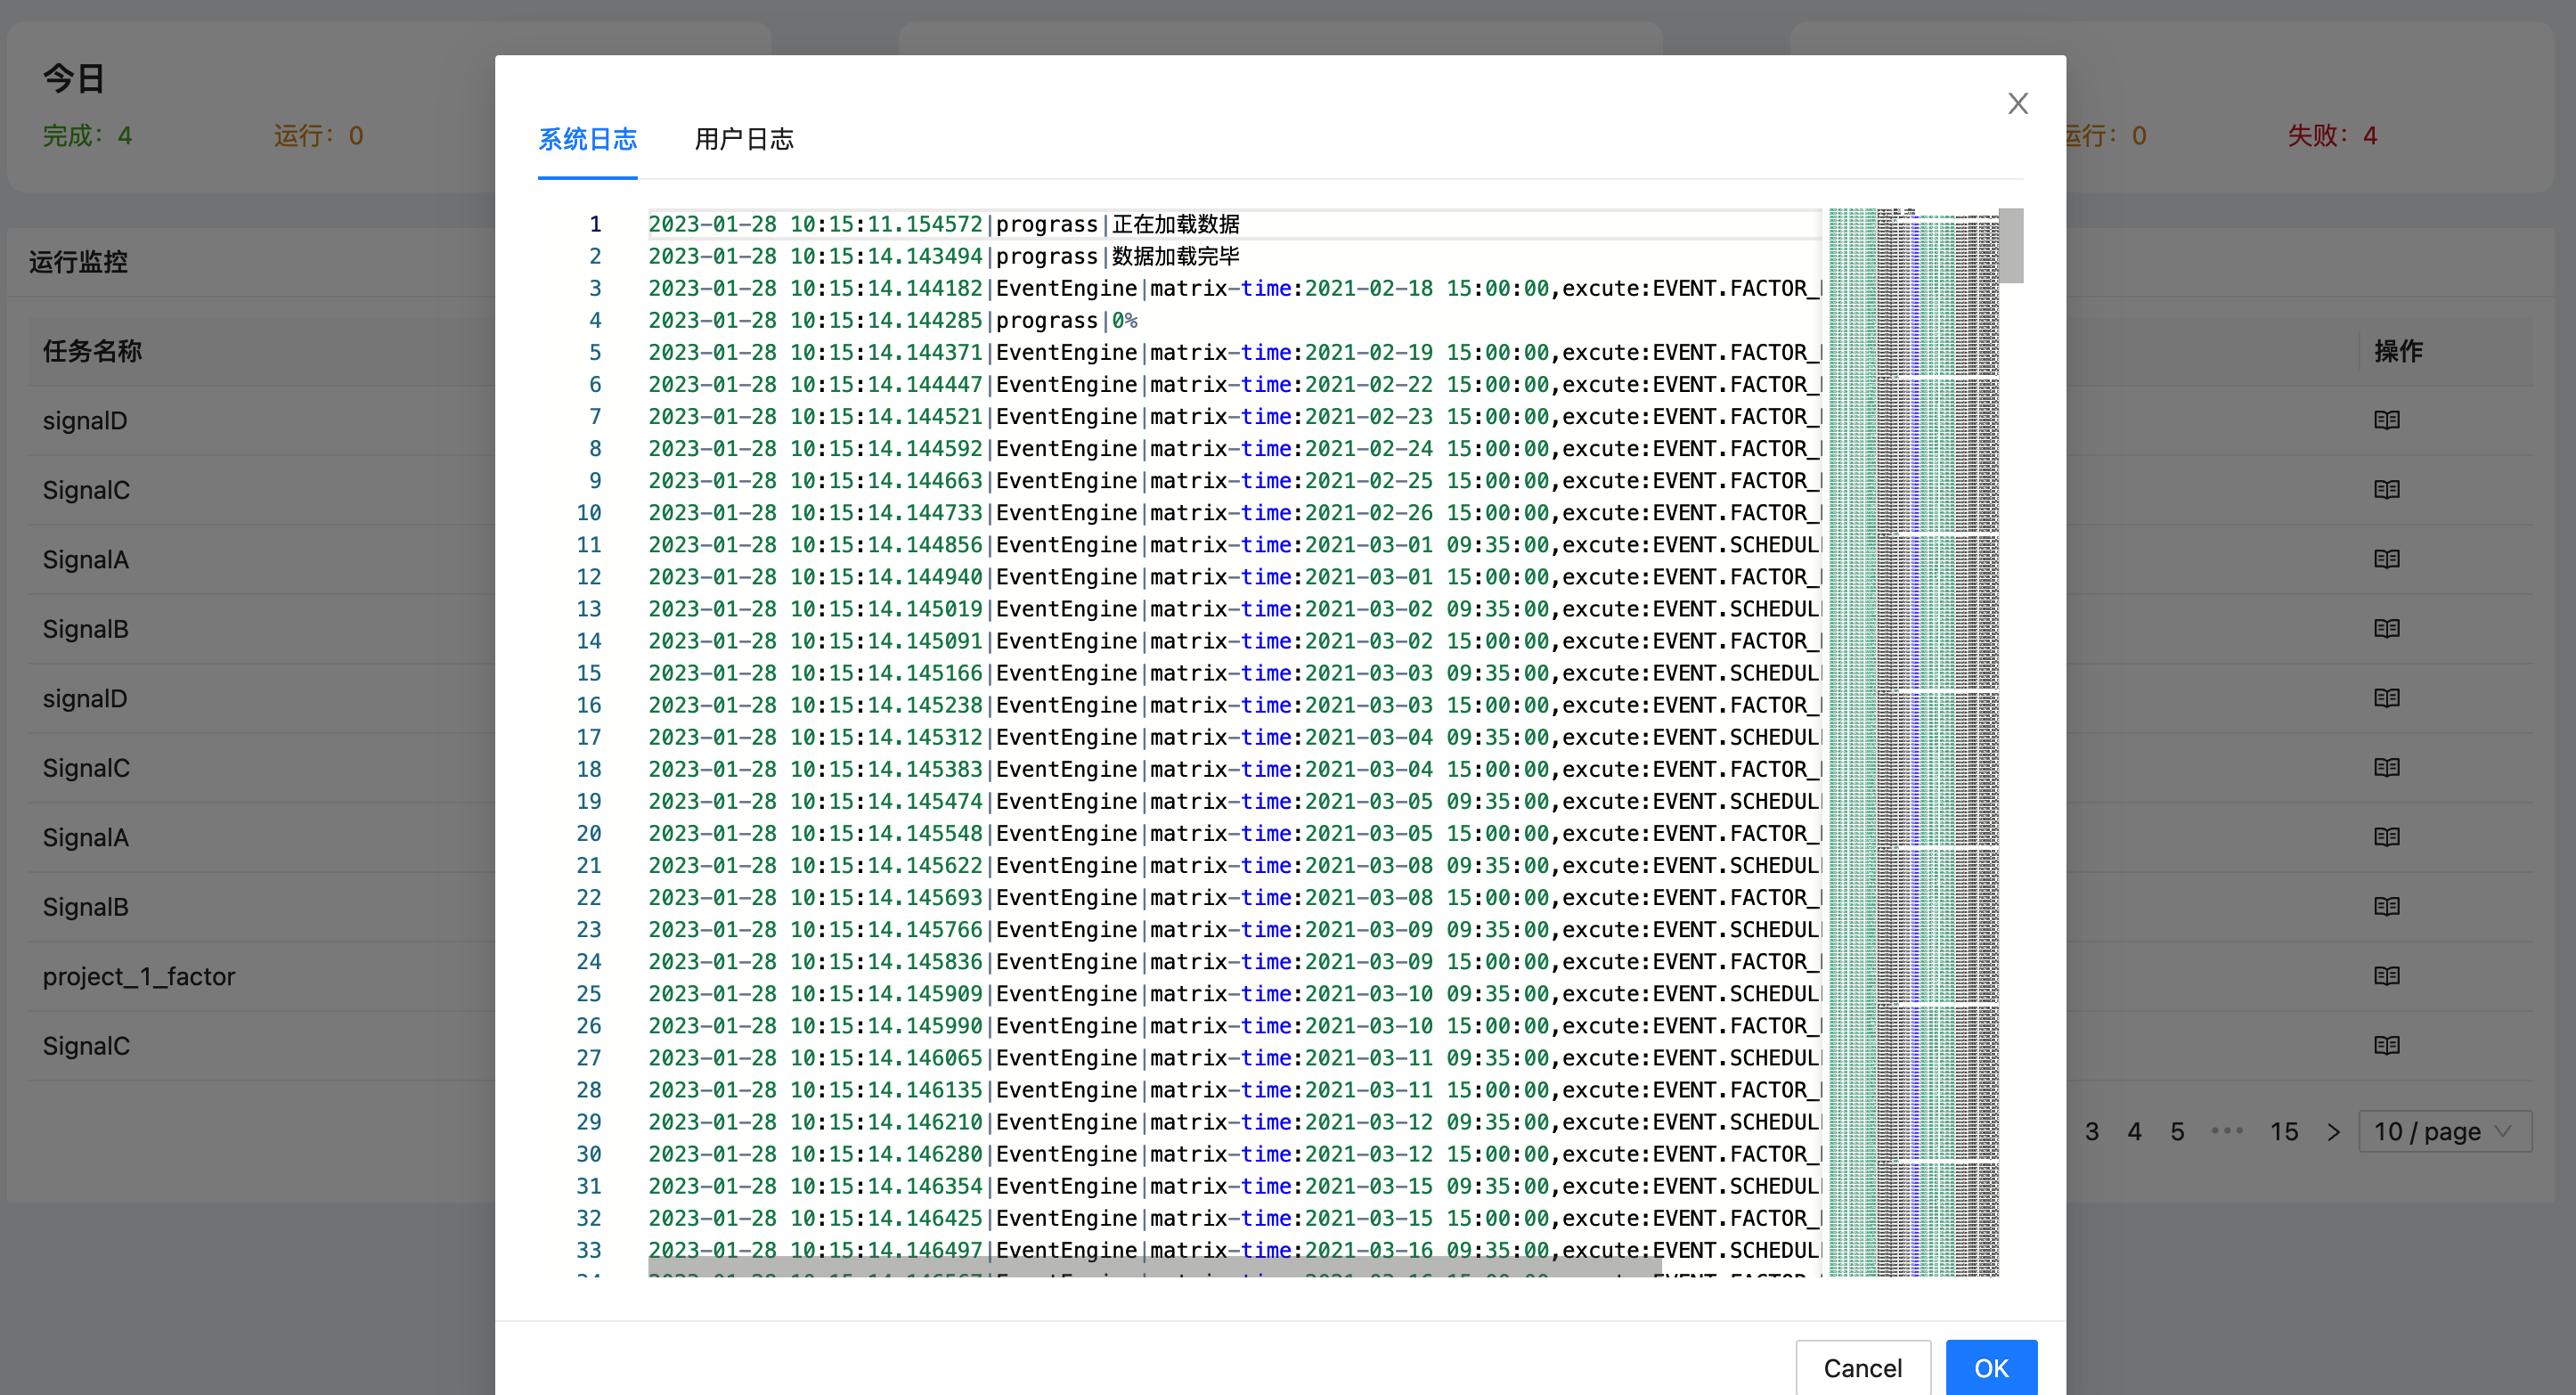 今日
完成：4 运行：0
运行：0 失败：4
运行监控
任务名称
操作
signalD
SignalC
SignalA
SignalB
signalD
SignalC
SignalA
SignalB
project_1_factor
SignalC
3 4 5 ••• 15 > 10 / page
系统日志 用户日志
1 2023-01-28 10:15:11.154572|prograss|正在加载数据
2 2023-01-28 10:15:14.143494|prograss|数据加载完毕
3 2023-01-28 10:15:14.144182|EventEngine|matrix-time:2021-02-18 15:00:00,excute:EVENT.FACTOR_
4 2023-01-28 10:15:14.144285|prograss|0%
5 2023-01-28 10:15:14.144371|EventEngine|matrix-time:2021-02-19 15:00:00,excute:EVENT.FACTOR_
6 2023-01-28 10:15:14.144447|EventEngine|matrix-time:2021-02-22 15:00:00,excute:EVENT.FACTOR_
7 2023-01-28 10:15:14.144521|EventEngine|matrix-time:2021-02-23 15:00:00,excute:EVENT.FACTOR_
8 2023-01-28 10:15:14.144592|EventEngine|matrix-time:2021-02-24 15:00:00,excute:EVENT.FACTOR_
9 2023-01-28 10:15:14.144663|EventEngine|matrix-time:2021-02-25 15:00:00,excute:EVENT.FACTOR_
10 2023-01-28 10:15:14.144733|EventEngine|matrix-time:2021-02-26 15:00:00,excute:EVENT.FACTOR_
11 2023-01-28 10:15:14.144856|EventEngine|matrix-time:2021-03-01 09:35:00,excute:EVENT.SCHEDUL
12 2023-01-28 10:15:14.144940|EventEngine|matrix-time:2021-03-01 15:00:00,excute:EVENT.FACTOR_
13 2023-01-28 10:15:14.145019|EventEngine|matrix-time:2021-03-02 09:35:00,excute:EVENT.SCHEDUL
14 2023-01-28 10:15:14.145091|EventEngine|matrix-time:2021-03-02 15:00:00,excute:EVENT.FACTOR_
15 2023-01-28 10:15:14.145166|EventEngine|matrix-time:2021-03-03 09:35:00,excute:EVENT.SCHEDUL
16 2023-01-28 10:15:14.145238|EventEngine|matrix-time:2021-03-03 15:00:00,excute:EVENT.FACTOR_
17 2023-01-28 10:15:14.145312|EventEngine|matrix-time:2021-03-04 09:35:00,excute:EVENT.SCHEDUL
18 2023-01-28 10:15:14.145383|EventEngine|matrix-time:2021-03-04 15:00:00,excute:EVENT.FACTOR_
19 2023-01-28 10:15:14.145474|EventEngine|matrix-time:2021-03-05 09:35:00,excute:EVENT.SCHEDUL
20 2023-01-28 10:15:14.145548|EventEngine|matrix-time:2021-03-05 15:00:00,excute:EVENT.FACTOR_
21 2023-01-28 10:15:14.145622|EventEngine|matrix-time:2021-03-08 09:35:00,excute:EVENT.SCHEDUL
22 2023-01-28 10:15:14.145693|EventEngine|matrix-time:2021-03-08 15:00:00,excute:EVENT.FACTOR_
23 2023-01-28 10:15:14.145766|EventEngine|matrix-time:2021-03-09 09:35:00,excute:EVENT.SCHEDUL
24 2023-01-28 10:15:14.145836|EventEngine|matrix-time:2021-03-09 15:00:00,excute:EVENT.FACTOR_
25 2023-01-28 10:15:14.145909|EventEngine|matrix-time:2021-03-10 09:35:00,excute:EVENT.SCHEDUL
26 2023-01-28 10:15:14.145990|EventEngine|matrix-time:2021-03-10 15:00:00,excute:EVENT.FACTOR_
27 2023-01-28 10:15:14.146065|EventEngine|matrix-time:2021-03-11 09:35:00,excute:EVENT.SCHEDUL
28 2023-01-28 10:15:14.146135|EventEngine|matrix-time:2021-03-11 15:00:00,excute:EVENT.FACTOR_
29 2023-01-28 10:15:14.146210|EventEngine|matrix-time:2021-03-12 09:35:00,excute:EVENT.SCHEDUL
30 2023-01-28 10:15:14.146280|EventEngine|matrix-time:2021-03-12 15:00:00,excute:EVENT.FACTOR_
31 2023-01-28 10:15:14.146354|EventEngine|matrix-time:2021-03-15 09:35:00,excute:EVENT.SCHEDUL
32 2023-01-28 10:15:14.146425|EventEngine|matrix-time:2021-03-15 15:00:00,excute:EVENT.FACTOR_
33 2023-01-28 10:15:14.146497|EventEngine|matrix-time:2021-03-16 09:35:00,excute:EVENT.SCHEDUL
Cancel OK